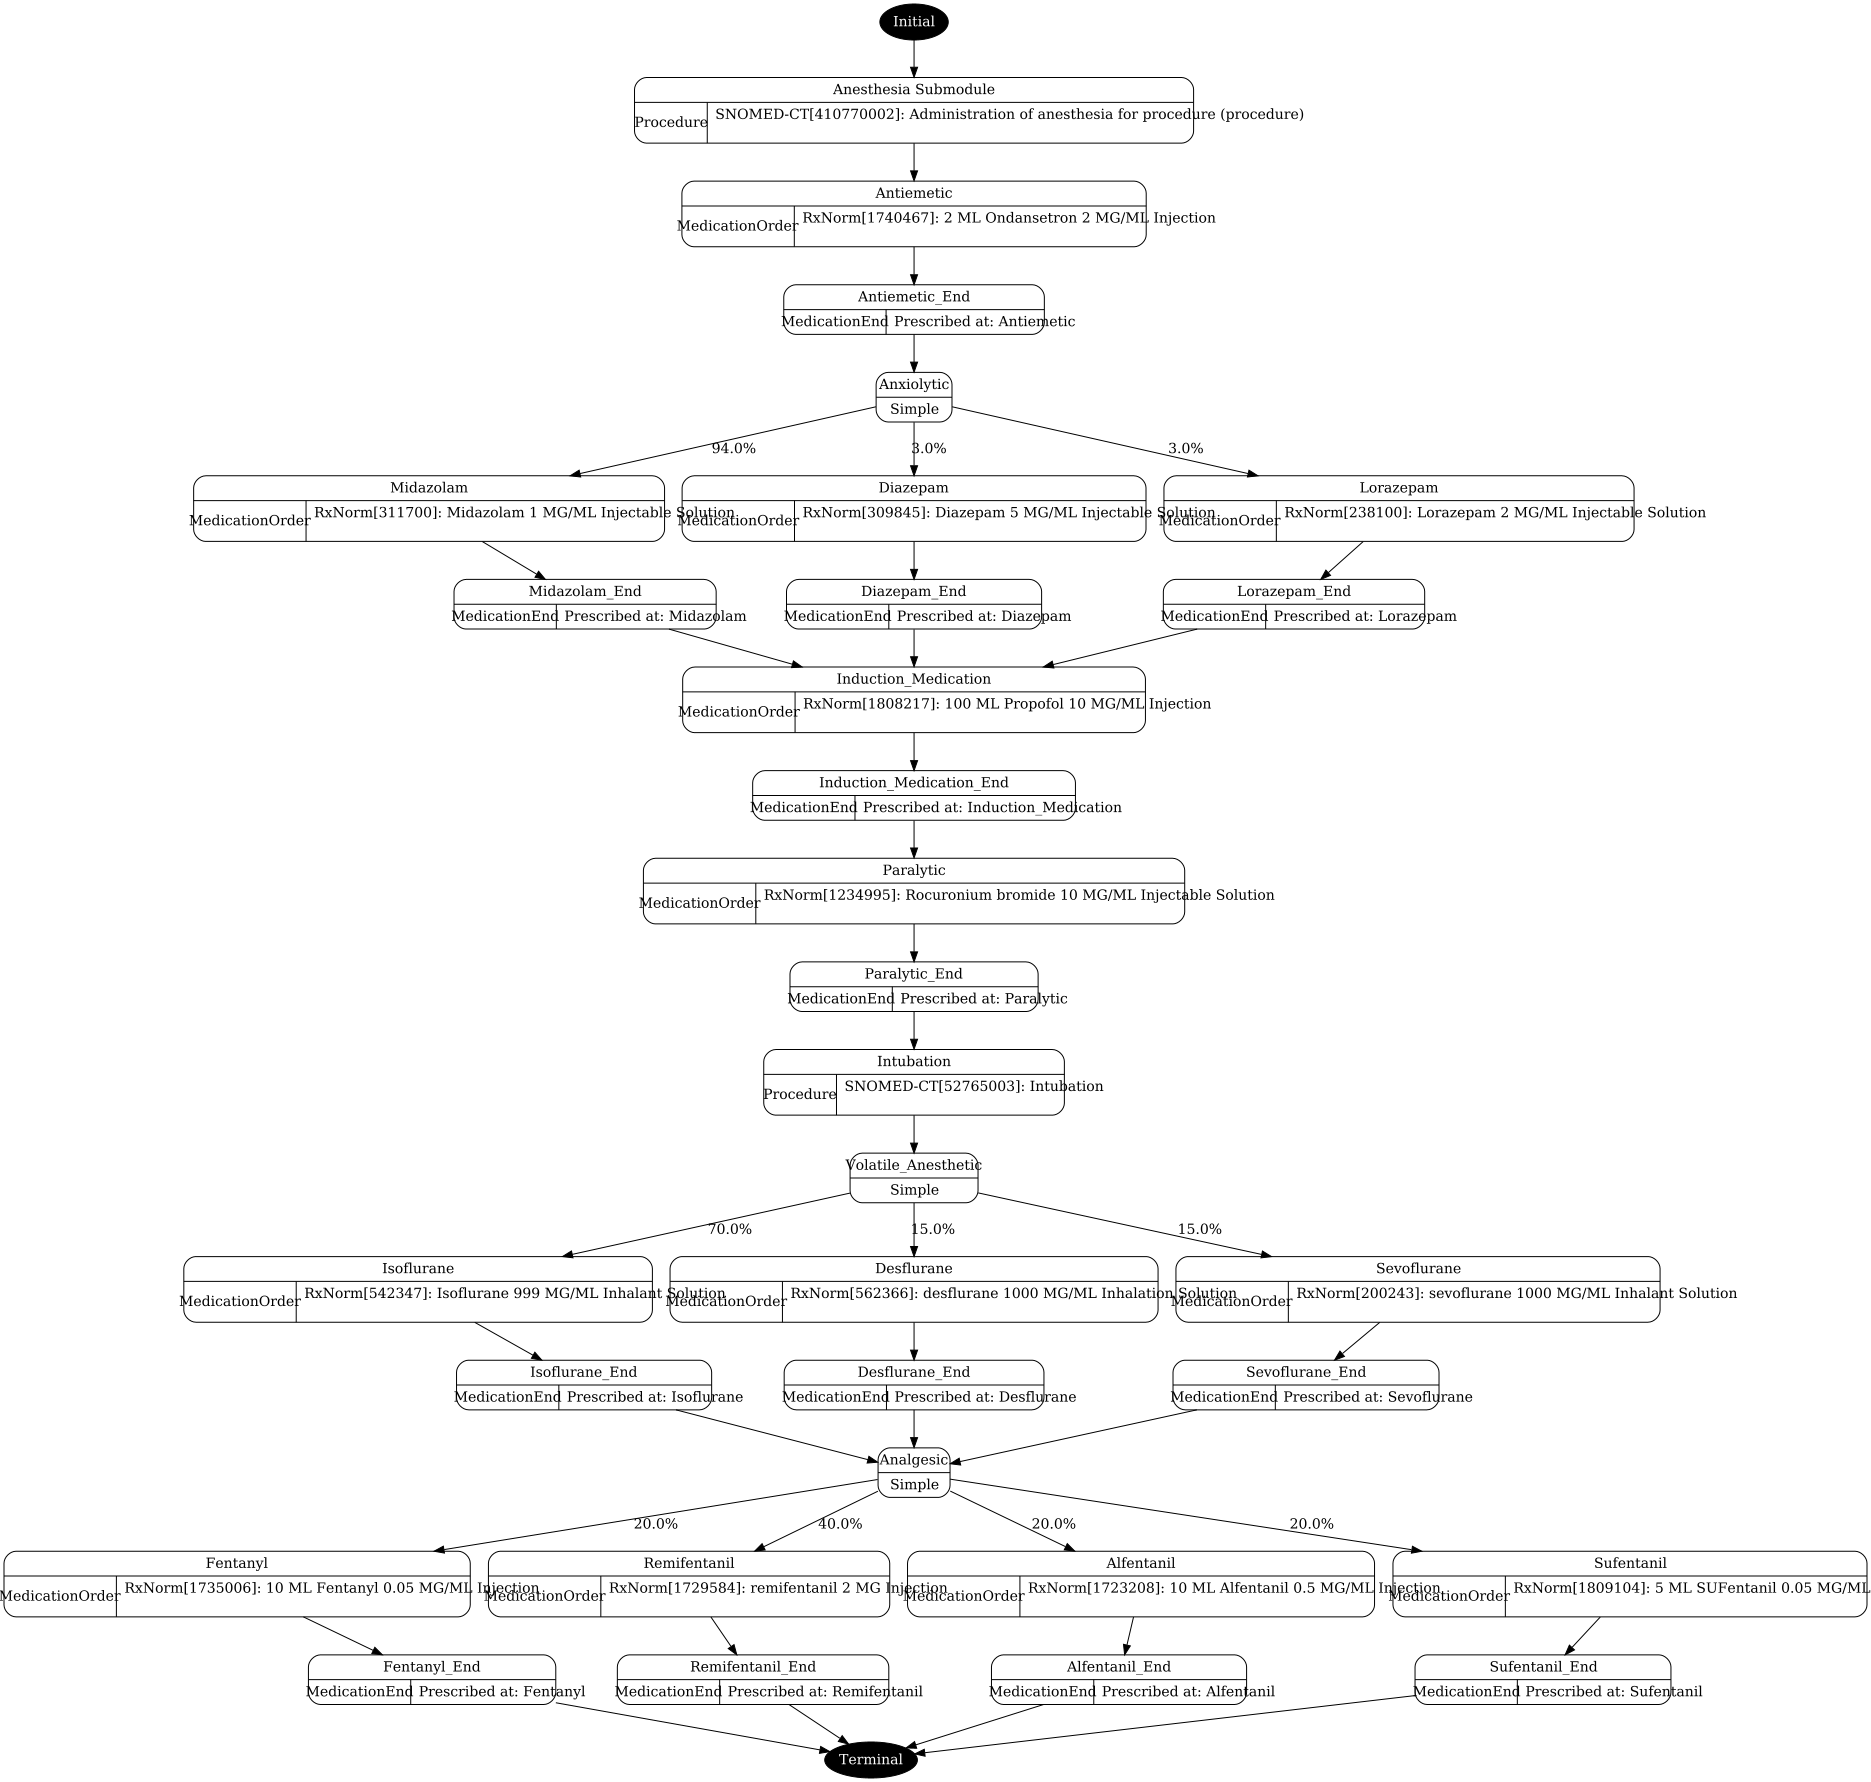 Initial
Anesthesia Submodule
Procedure
SNOMED-CT[410770002]: Administration of anesthesia for procedure (procedure)
Antiemetic
MedicationOrder
RxNorm[1740467]: 2 ML Ondansetron 2 MG/ML Injection
Antiemetic_End
MedicationEnd
Prescribed at: Antiemetic
Anxiolytic
Simple
94.0%
3.0%
3.0%
Midazolam
MedicationOrder
RxNorm[311700]: Midazolam 1 MG/ML Injectable Solution
Diazepam
MedicationOrder
RxNorm[309845]: Diazepam 5 MG/ML Injectable Solution
Lorazepam
MedicationOrder
RxNorm[238100]: Lorazepam 2 MG/ML Injectable Solution
Midazolam_End
MedicationEnd
Prescribed at: Midazolam
Diazepam_End
MedicationEnd
Prescribed at: Diazepam
Lorazepam_End
MedicationEnd
Prescribed at: Lorazepam
Induction_Medication
MedicationOrder
RxNorm[1808217]: 100 ML Propofol 10 MG/ML Injection
Induction_Medication_End
MedicationEnd
Prescribed at: Induction_Medication
Paralytic
MedicationOrder
RxNorm[1234995]: Rocuronium bromide 10 MG/ML Injectable Solution
Paralytic_End
MedicationEnd
Prescribed at: Paralytic
Intubation
Procedure
SNOMED-CT[52765003]: Intubation
Volatile_Anesthetic
Simple
70.0%
15.0%
15.0%
Isoflurane
MedicationOrder
RxNorm[542347]: Isoflurane 999 MG/ML Inhalant Solution
Desflurane
MedicationOrder
RxNorm[562366]: desflurane 1000 MG/ML Inhalation Solution
Sevoflurane
MedicationOrder
RxNorm[200243]: sevoflurane 1000 MG/ML Inhalant Solution
Isoflurane_End
MedicationEnd
Prescribed at: Isoflurane
Desflurane_End
MedicationEnd
Prescribed at: Desflurane
Sevoflurane_End
MedicationEnd
Prescribed at: Sevoflurane
Analgesic
Simple
20.0%
40.0%
20.0%
20.0%
Fentanyl
MedicationOrder
RxNorm[1735006]: 10 ML Fentanyl 0.05 MG/ML Injection
Remifentanil
MedicationOrder
RxNorm[1729584]: remifentanil 2 MG Injection
Alfentanil
MedicationOrder
RxNorm[1723208]: 10 ML Alfentanil 0.5 MG/ML Injection
Sufentanil
MedicationOrder
RxNorm[1809104]: 5 ML SUFentanil 0.05 MG/ML
Fentanyl_End
MedicationEnd
Prescribed at: Fentanyl
Remifentanil_End
MedicationEnd
Prescribed at: Remifentanil
Alfentanil_End
MedicationEnd
Prescribed at: Alfentanil
Sufentanil_End
MedicationEnd
Prescribed at: Sufentanil
Terminal